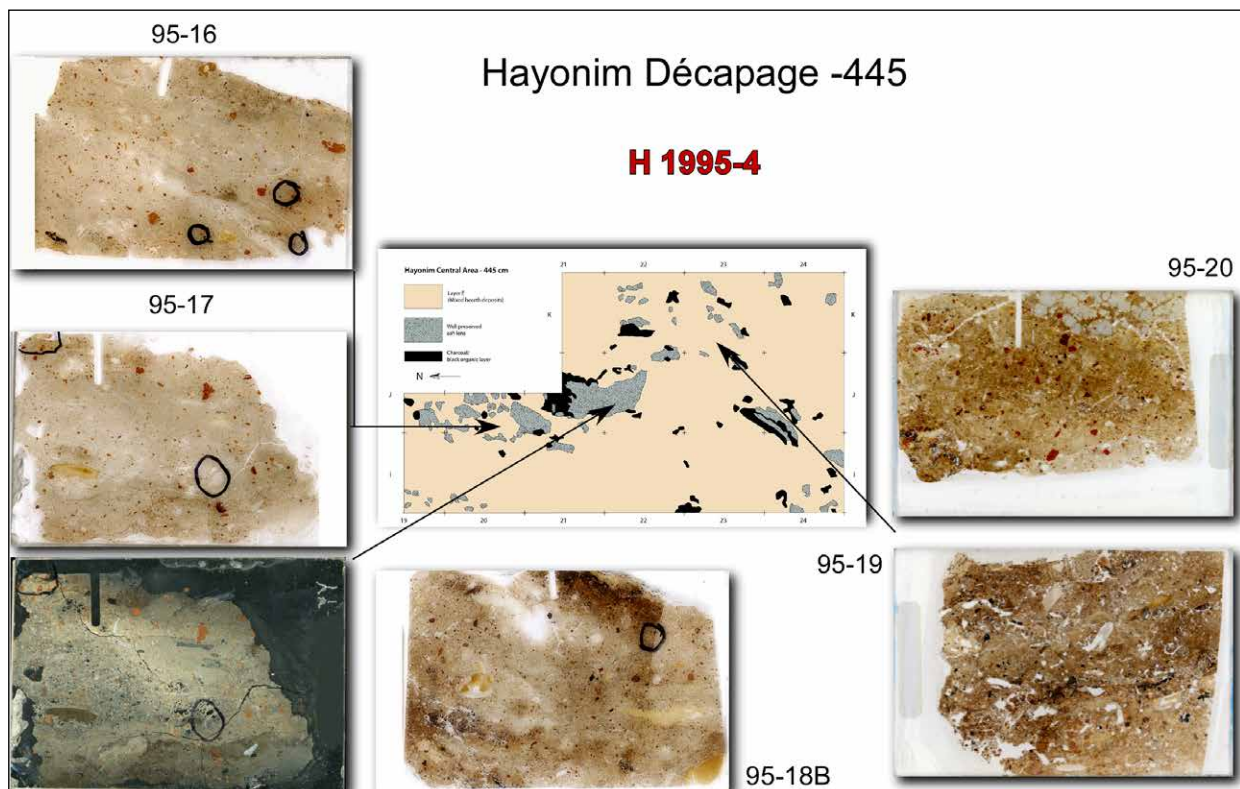 95-16
Hayonim Décapage -445
H 1995-4
95-17
95-20
Hayonim Central Area - 445 cm
Layer E
(Mixed hearth deposits)
Well preserved
ash lens
Charcoal/
black organic layer
N
21 22 23 24
K K
J J
I I
19 20 21 22 23 24
95-19
95-18B